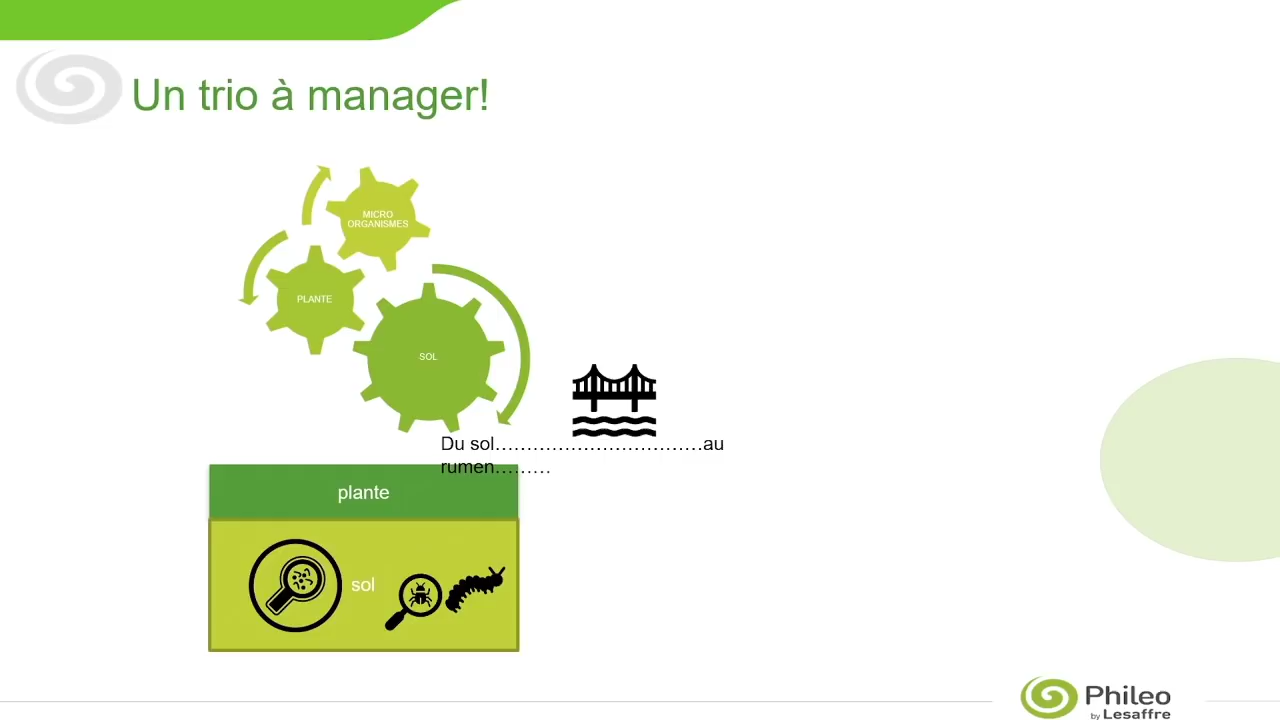 Un trio à manager!
MICRO
ORGANISMES
PLANTE
SOL
Du sol……………………………au
rumen………
plante
sol
Phileo
by Lesaffre